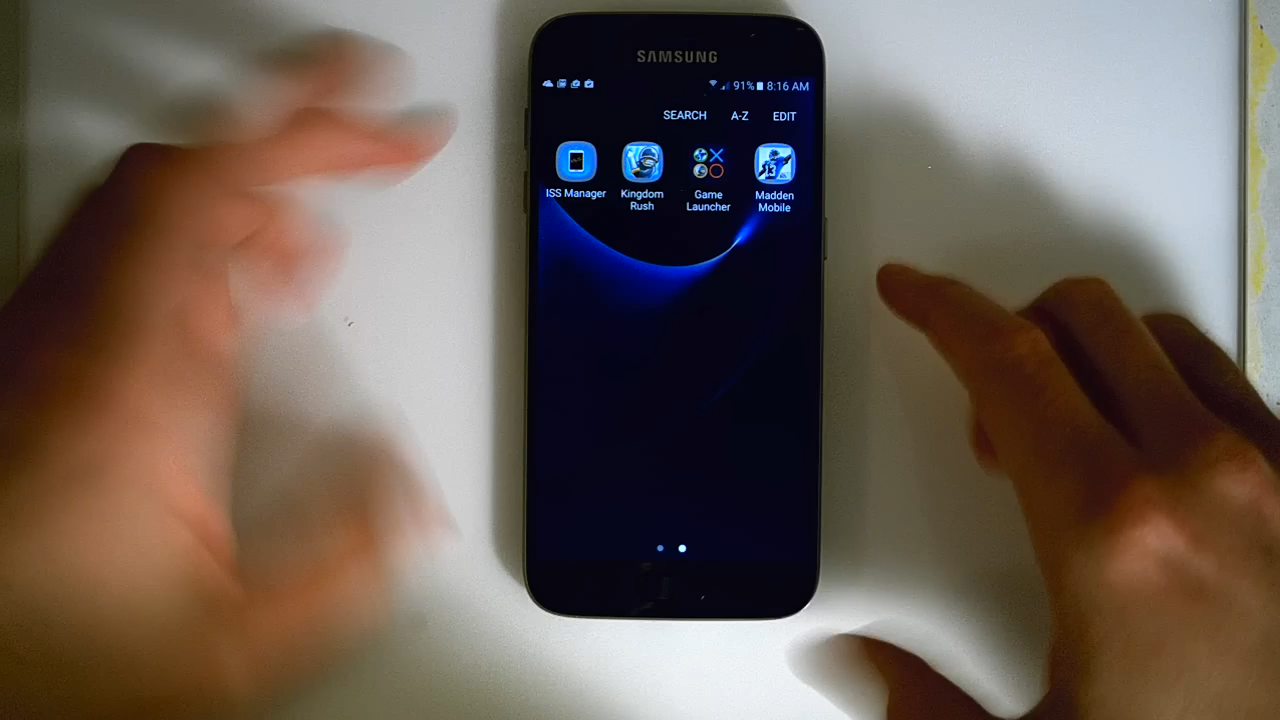 SAMSUNG
91% 8:16 AM
SEARCH A-Z EDIT
ISS Manager Kingdom Rush Game Launcher Madden Mobile